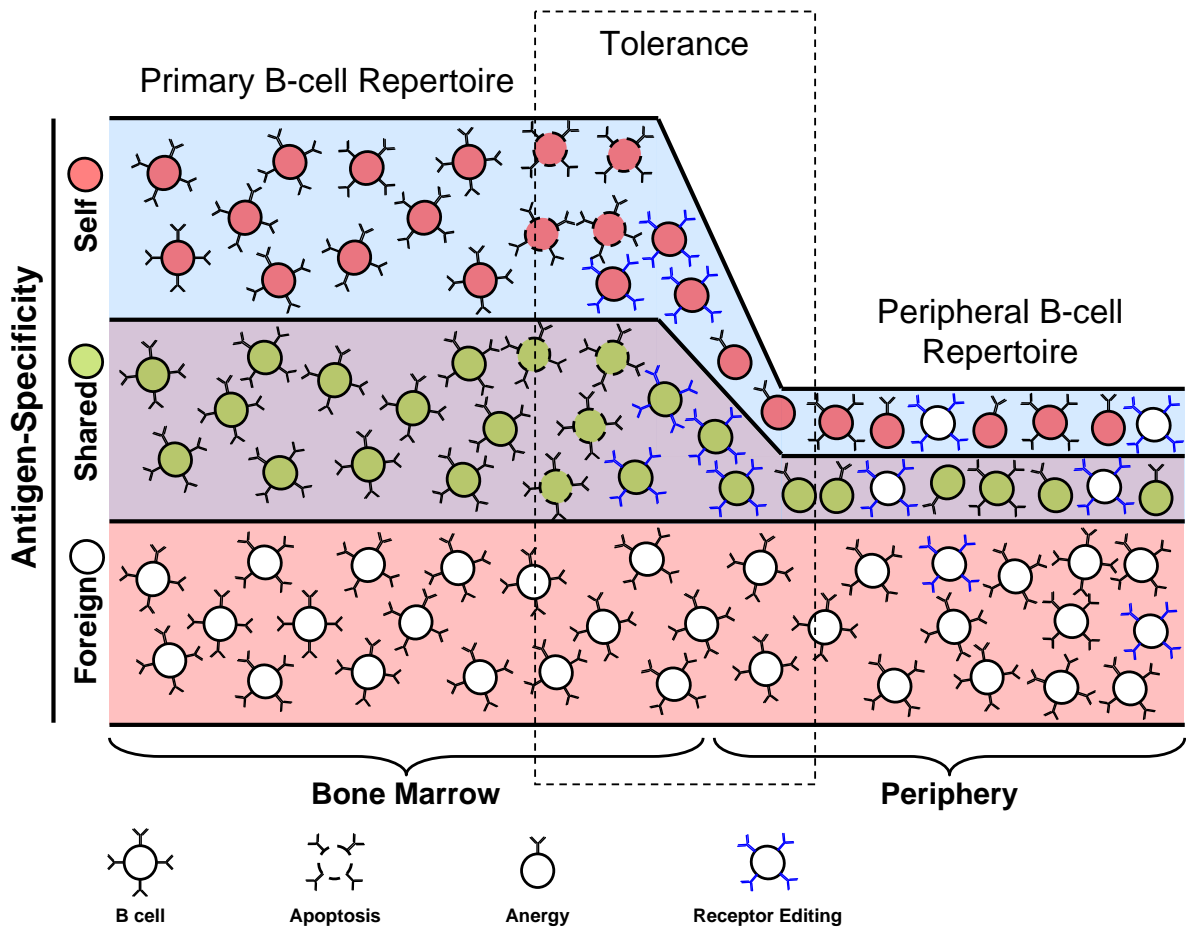 Tolerance
Primary B-cell Repertoire
Peripheral B-cell
Repertoire
Antigen-Specificity
Self
Shared
Foreign
Bone Marrow
Periphery
B cell
Apoptosis
Anergy
Receptor Editing